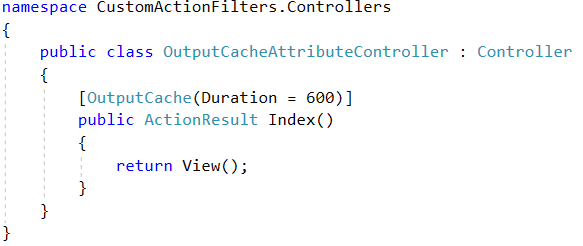 namespace CustomActionFilters.Controllers
{
    public class OutputCacheAttributeController : Controller
    {
        [OutputCache(Duration = 600)]
        public ActionResult Index()
        {
            return View();
        }
    }
}